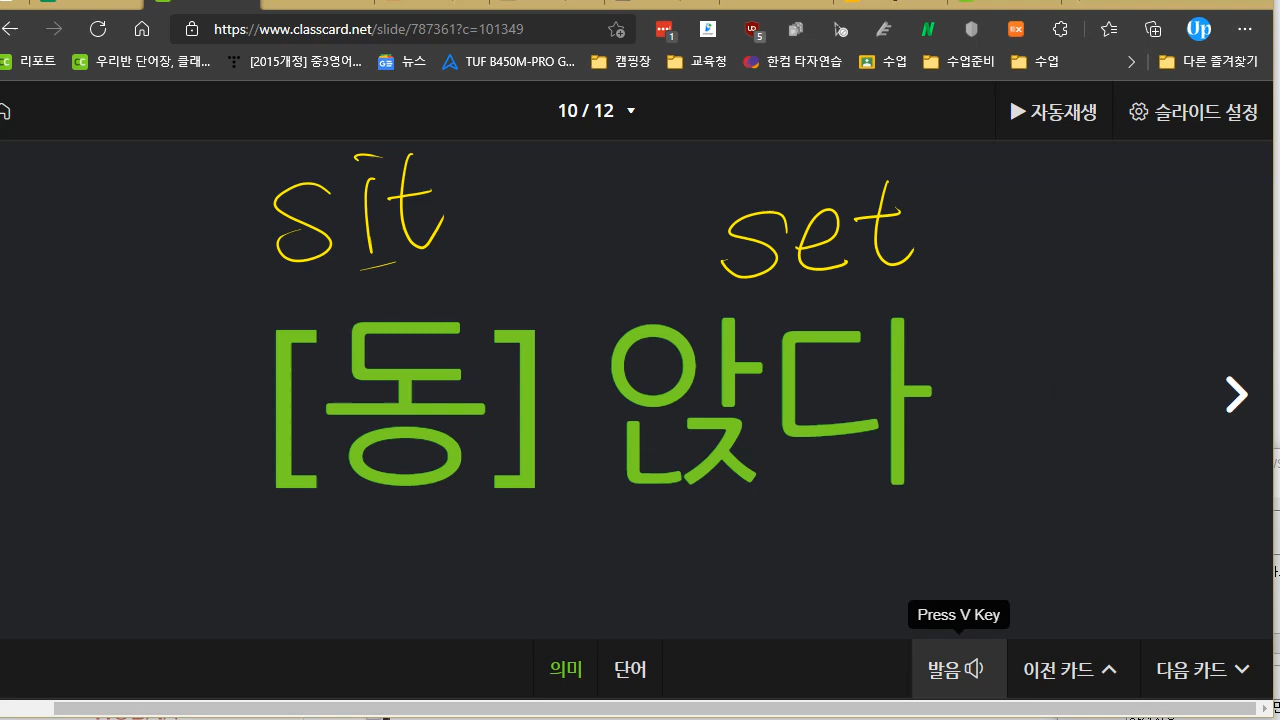 https://www.classcard.net/slide/787361?c=101349
1
5
EX
Up
리포트
우리반 단어장, 클래...
[2015개정] 중3영어...
뉴스
TUF B450M-PRO G...
캠핑장
교육청
한컴 타자연습
수업
수업준비
수업
다른 즐겨찾기
10 / 12
자동재생
슬라이드 설정
sit
set
[동] 앉다
Press V Key
의미
단어
발음
이전 카드
다음 카드